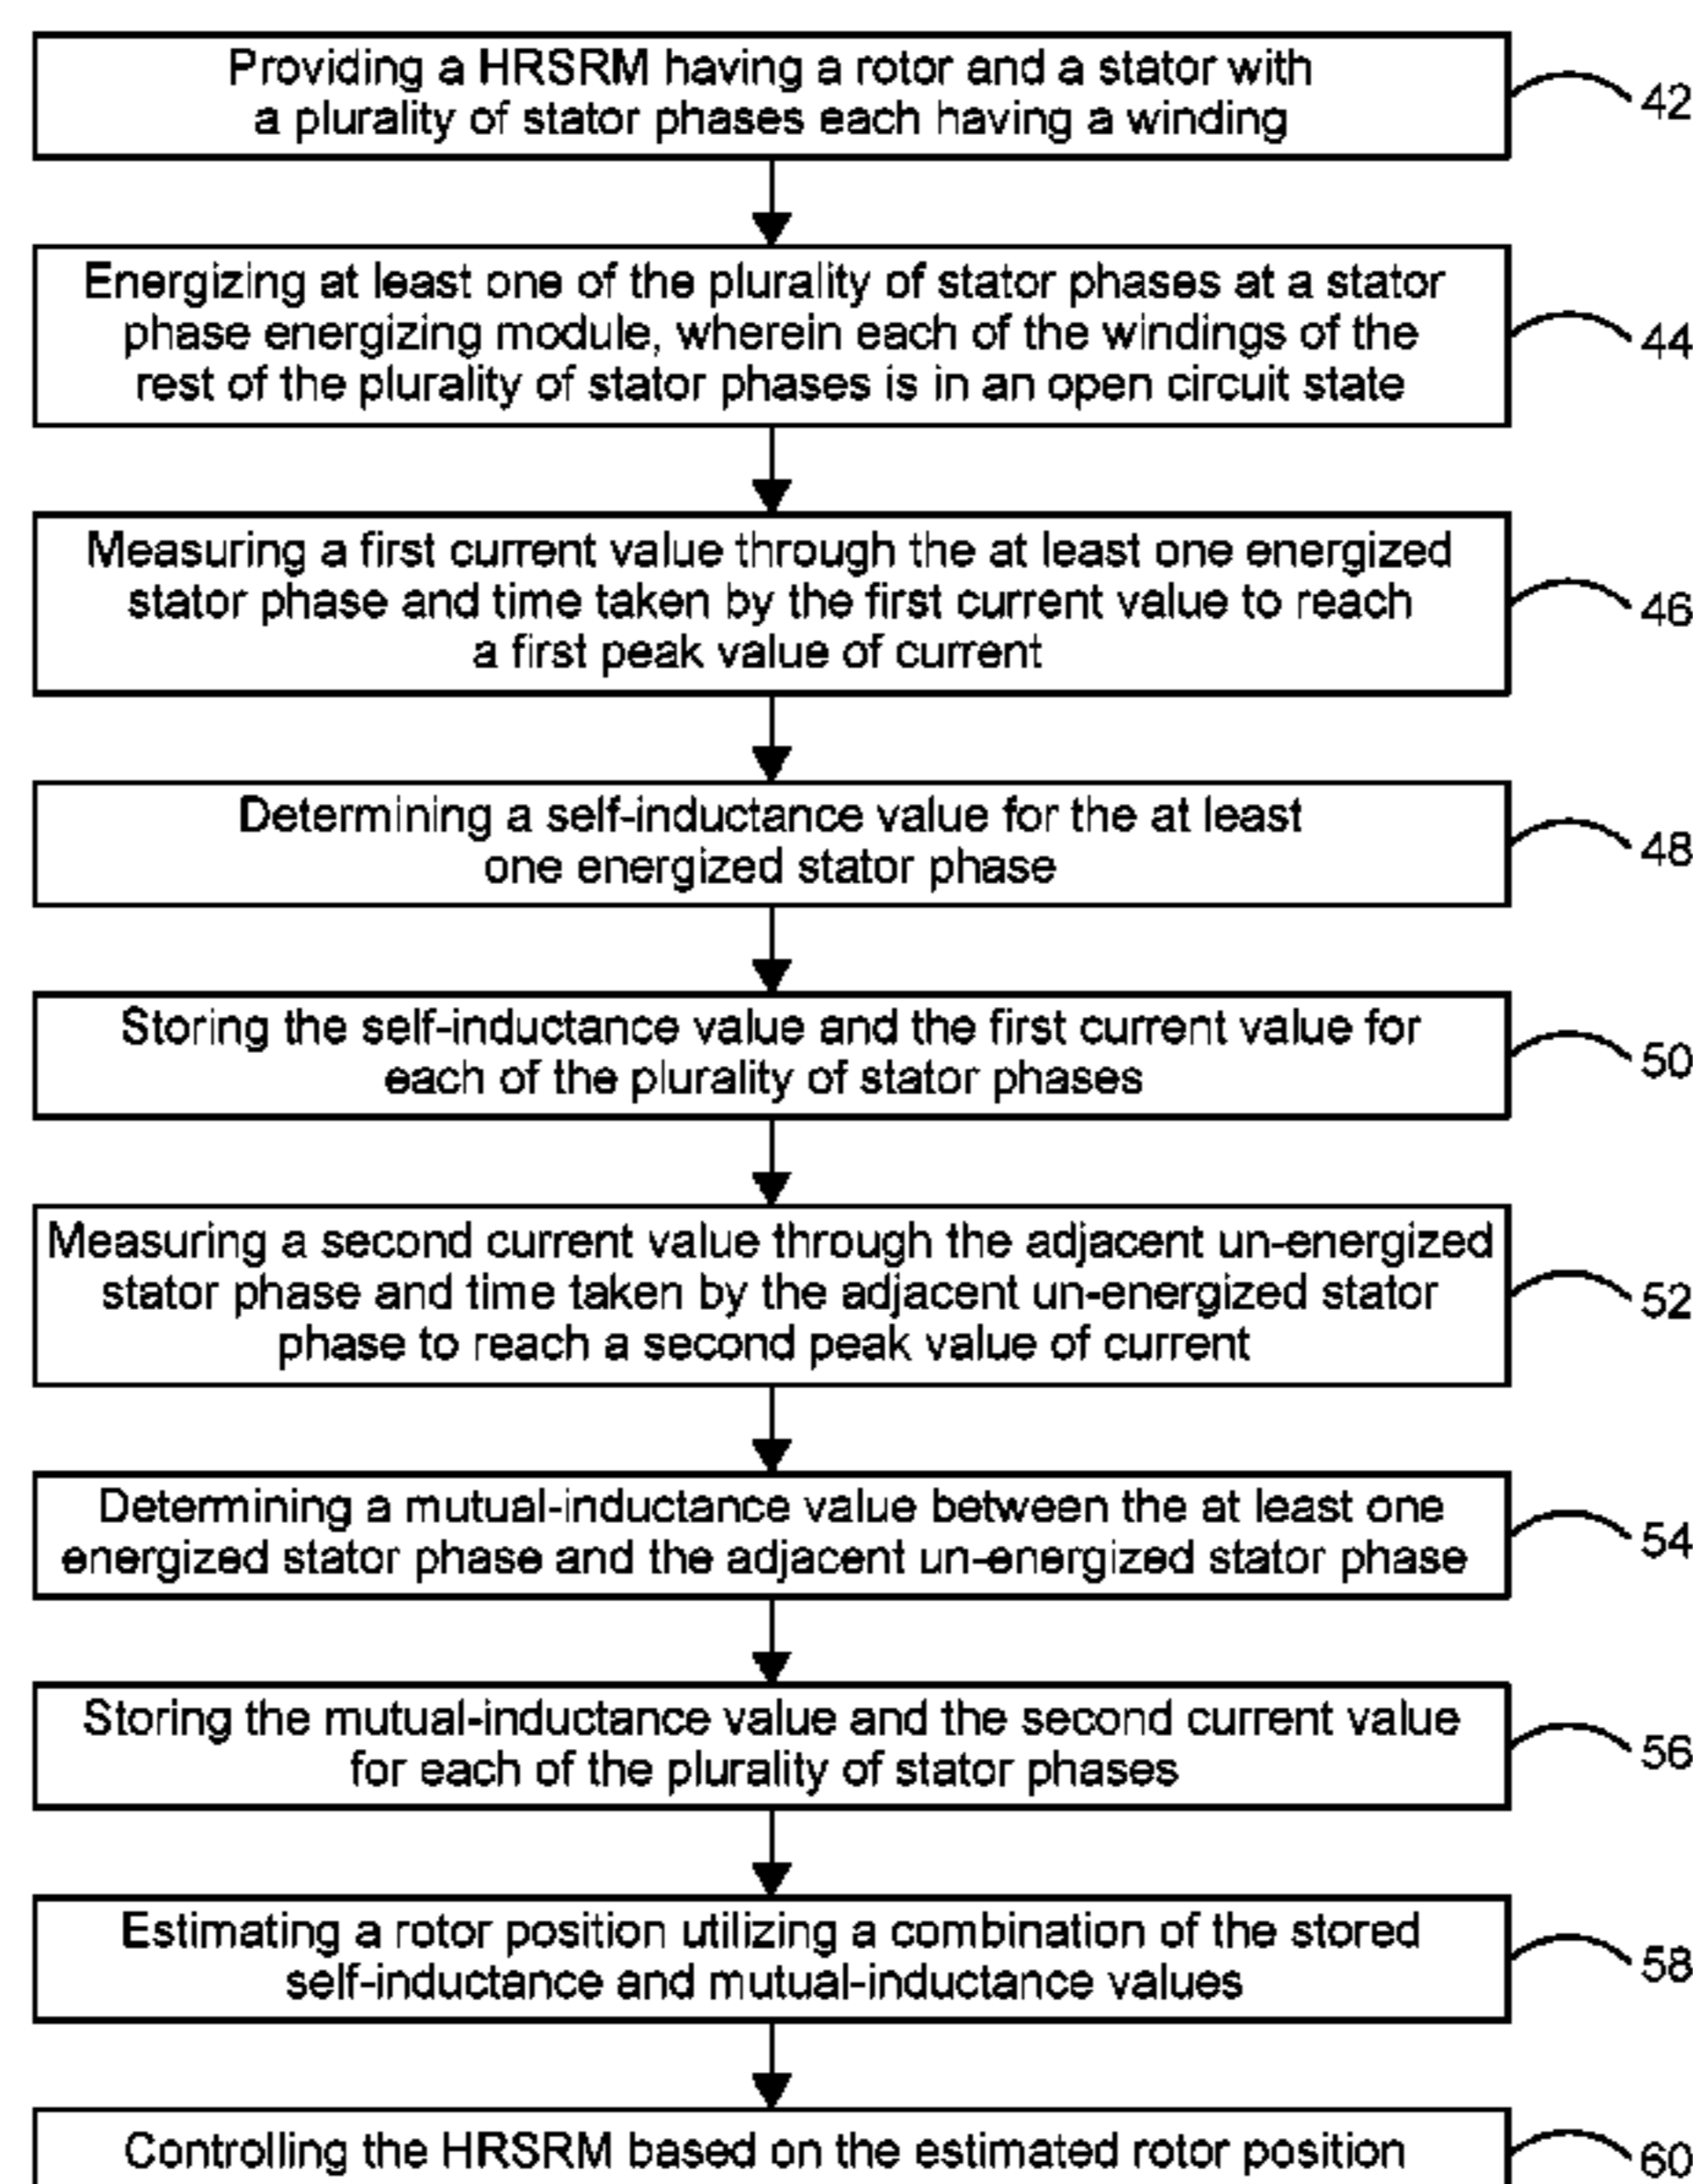 Providing a HRSRM having a rotor and a stator with
a plurality of stator phases each having a winding
42
Energizing at least one of the plurality of stator phases at a stator
phase energizing module, wherein each of the windings of the
rest of the plurality of stator phases is in an open circuit state
44
Measuring a first current value through the at least one energized
stator phase and time taken by the first current value to reach
a first peak value of current
46
Determining a self-inductance value for the at least
one energized stator phase
48
Storing the self-inductance value and the first current value for
each of the plurality of stator phases
50
Measuring a second current value through the adjacent un-energized
stator phase and time taken by the adjacent un-energized stator
phase to reach a second peak value of current
52
Determining a mutual-inductance value between the at least one
energized stator phase and the adjacent un-energized stator phase
54
Storing the mutual-inductance value and the second current value
for each of the plurality of stator phases
56
Estimating a rotor position utilizing a combination of the stored
self-inductance and mutual-inductance values
58
Controlling the HRSRM based on the estimated rotor position
60